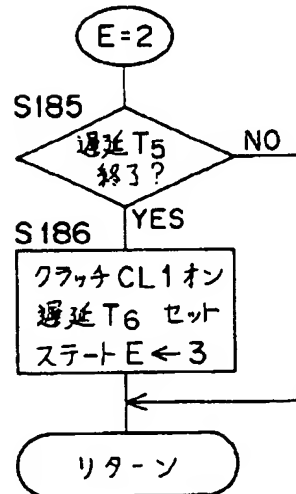 E=2
S185
遅延T5
終了?
NO
YES
S186
クラッチCL1オン
遅延T6 セット
ステートE←3
リターン